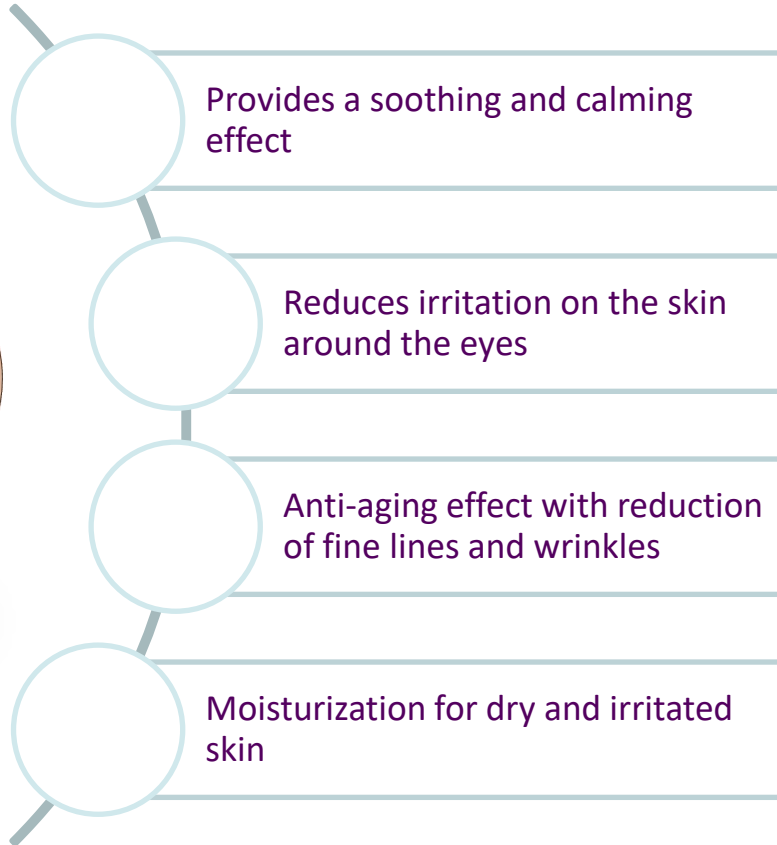 Provides a soothing and calming
effect
Reduces irritation on the skin
around the eyes
Anti-aging effect with reduction
of fine lines and wrinkles
Moisturization for dry and irritated
skin